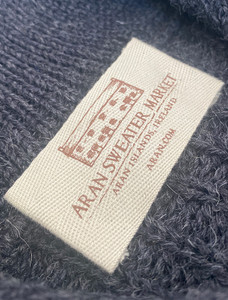 ARAN SWEATER MARKET
ARAN ISLANDS, IRELAND
ARAN.COM